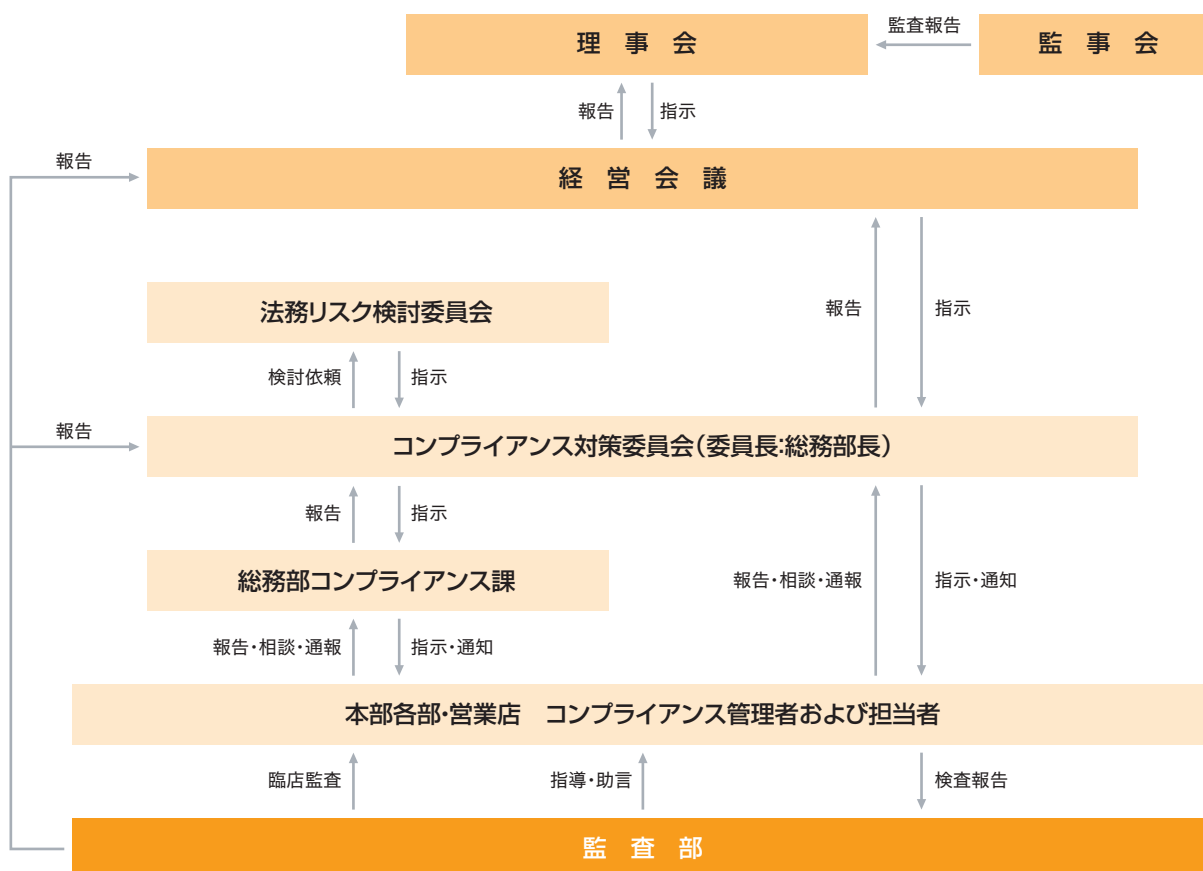 理事会
監査報告
監事会
報告
指示
報告
経営会議
報告
指示
法務リスク検討委員会
検討依頼
指示
報告
コンプライアンス対策委員会(委員長:総務部長)
報告
指示
総務部コンプライアンス課
報告・相談・通報
指示・通知
報告・相談・通報
指示・通知
本部各部・営業店　コンプライアンス管理者および担当者
臨店監査
指導・助言
検査報告
監査部